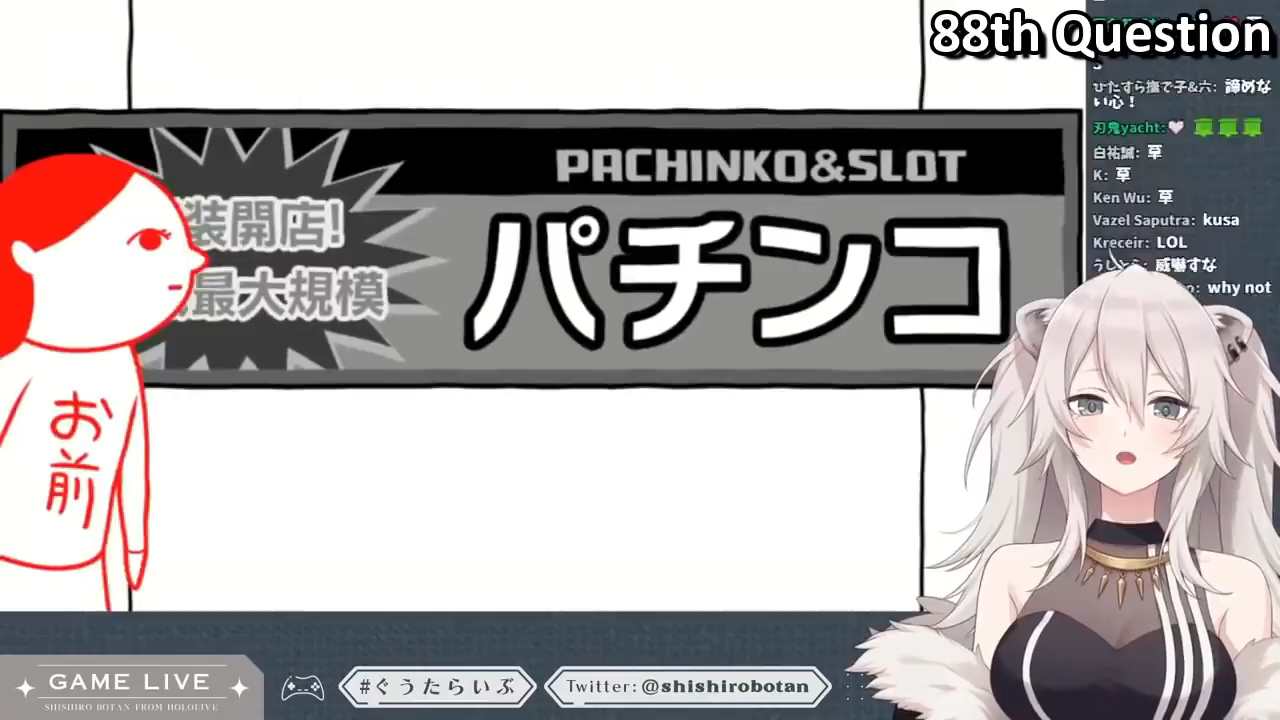 88th Question
PACHINKO&SLOT
パチンコ
装開店!
最大規模
お前
ひたすら撫で子&六: 諦めな
い心!
刃鬼yacht:
白祐誠: 草
K: 草
Ken Wu: 草
Vazel Saputra: kusa
Kreceir: LOL
威嚇すな
why not
GAME LIVE
SHISHIRO BOTAN FROM HOLOLIVE
#ぐうたらいぶ
Twitter: @shishirobotan